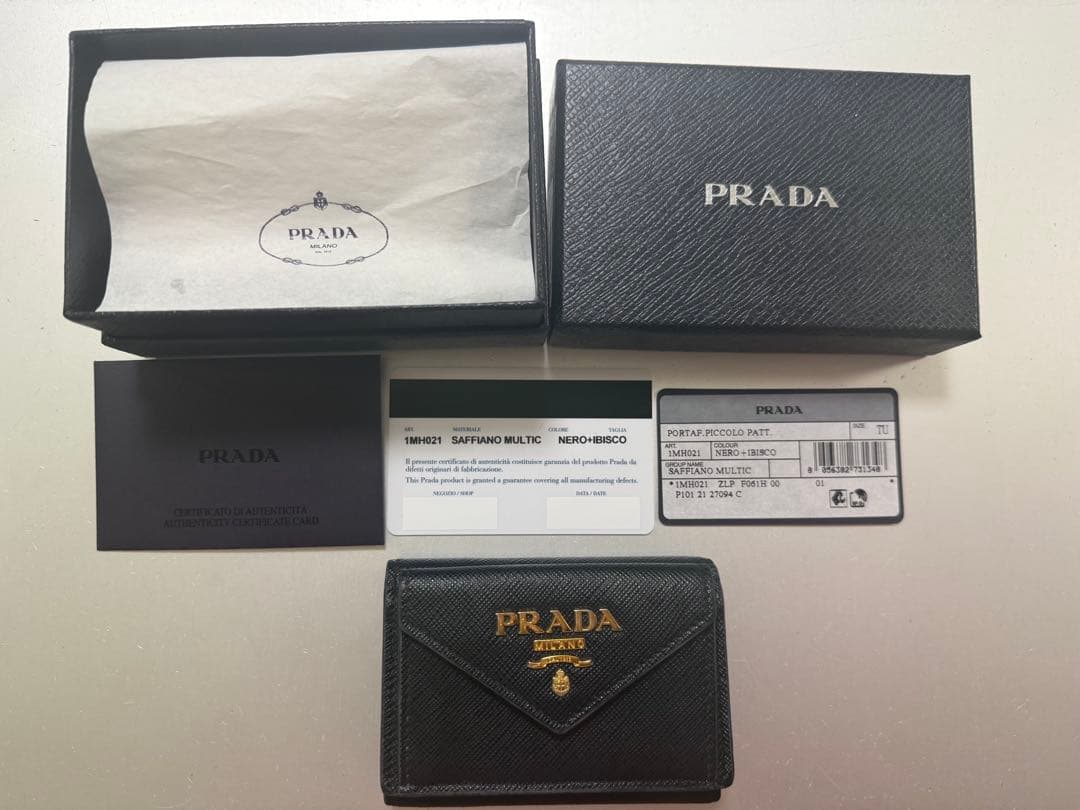 PRADA
MILANO
PRADA
PRADA
CERTIFICATO DI AUTENTICITÀ
AUTHENTICITY CERTIFICATE CARD
ART. MATERIALE COLORE TAGLIA
1MH021 SAFFIANO MULTIC NERO+IBISCO
Il presente certificato di autenticità costituisce garanzia del prodotto Prada da
difetti originari di fabbricazione.
This Prada product is granted a guarantee covering all manufacturing defects.
NEGOZIO / SHOP DATA / DATE
PRADA
PORTAF.PICCOLO PATT. SIZE TU
ART. COLOUR
1MH021 NERO+IBISCO
GROUP NAME
SAFFIANO MULTIC
8 056382 731348
*1MH021 ZLP F061H 00 01 *
P101 21 27094 C
PRADA
MILANO